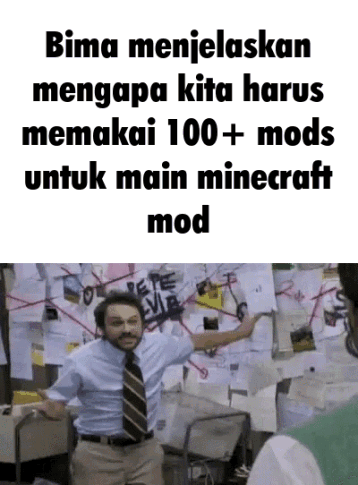 Bima menjelaskan
mengapa kita harus
memakai 100+ mods
untuk main minecraft
mod